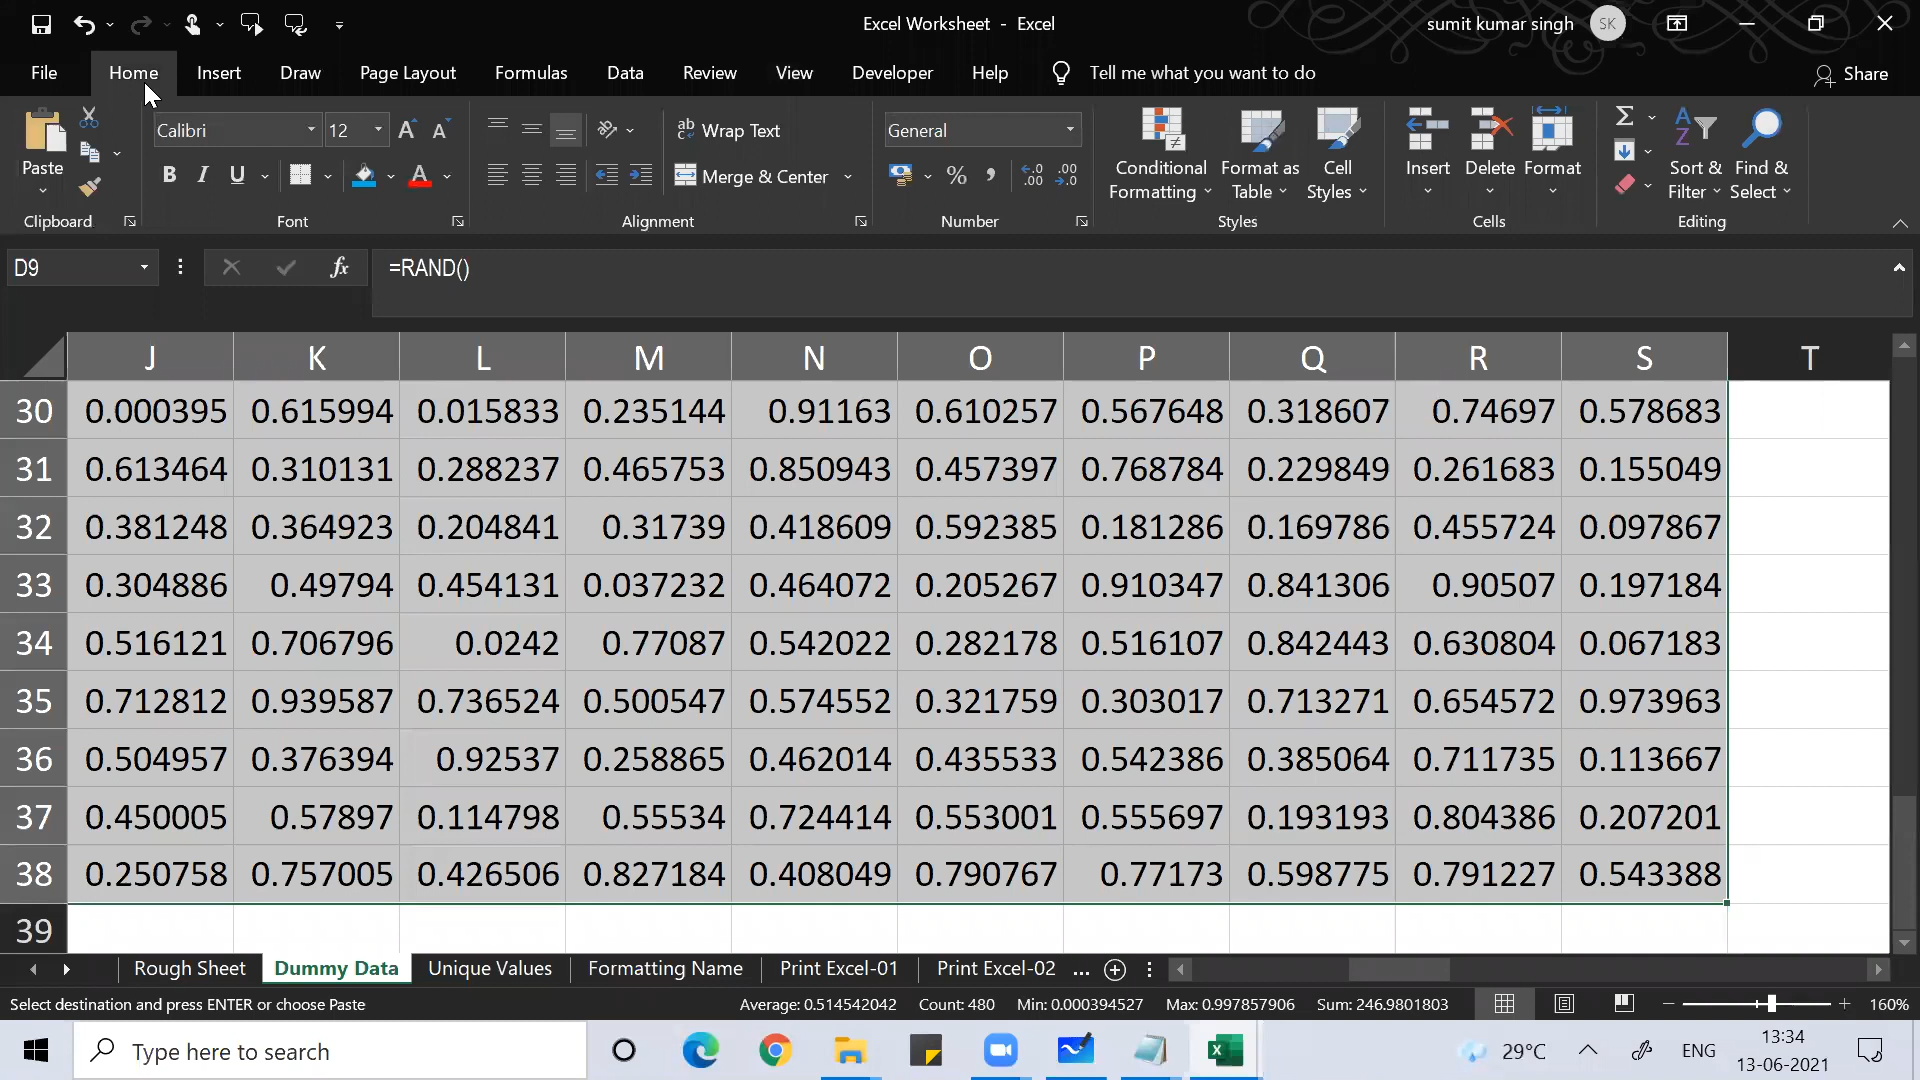 Excel Worksheet - Excel
sumit kumar singh SK
File Home Insert Draw Page Layout Formulas Data Review View Developer Help Tell me what you want to do Share
Paste
Clipboard
Calibri 12
B I U
Font
Wrap Text
Merge & Center
Alignment
General
Number
Conditional Formatting
Format as Table
Cell Styles
Styles
Insert Delete Format
Cells
Sort & Filter
Find & Select
Editing
D9 fx =RAND()
J K L M N O P Q R S T
30 0.000395 0.615994 0.015833 0.235144 0.91163 0.610257 0.567648 0.318607 0.74697 0.578683
31 0.613464 0.310131 0.288237 0.465753 0.850943 0.457397 0.768784 0.229849 0.261683 0.155049
32 0.381248 0.364923 0.204841 0.31739 0.418609 0.592385 0.181286 0.169786 0.455724 0.097867
33 0.304886 0.49794 0.454131 0.037232 0.464072 0.205267 0.910347 0.841306 0.90507 0.197184
34 0.516121 0.706796 0.0242 0.77087 0.542022 0.282178 0.516107 0.842443 0.630804 0.067183
35 0.712812 0.939587 0.736524 0.500547 0.574552 0.321759 0.303017 0.713271 0.654572 0.973963
36 0.504957 0.376394 0.92537 0.258865 0.462014 0.435533 0.542386 0.385064 0.711735 0.113667
37 0.450005 0.57897 0.114798 0.55534 0.724414 0.553001 0.555697 0.193193 0.804386 0.207201
38 0.250758 0.757005 0.426506 0.827184 0.408049 0.790767 0.77173 0.598775 0.791227 0.543388
39
Rough Sheet Dummy Data Unique Values Formatting Name Print Excel-01 Print Excel-02 ...
Select destination and press ENTER or choose Paste Average: 0.514542042 Count: 480 Min: 0.000394527 Max: 0.997857906 Sum: 246.9801803 160%
Type here to search 29°C ENG 13:34
13-06-2021